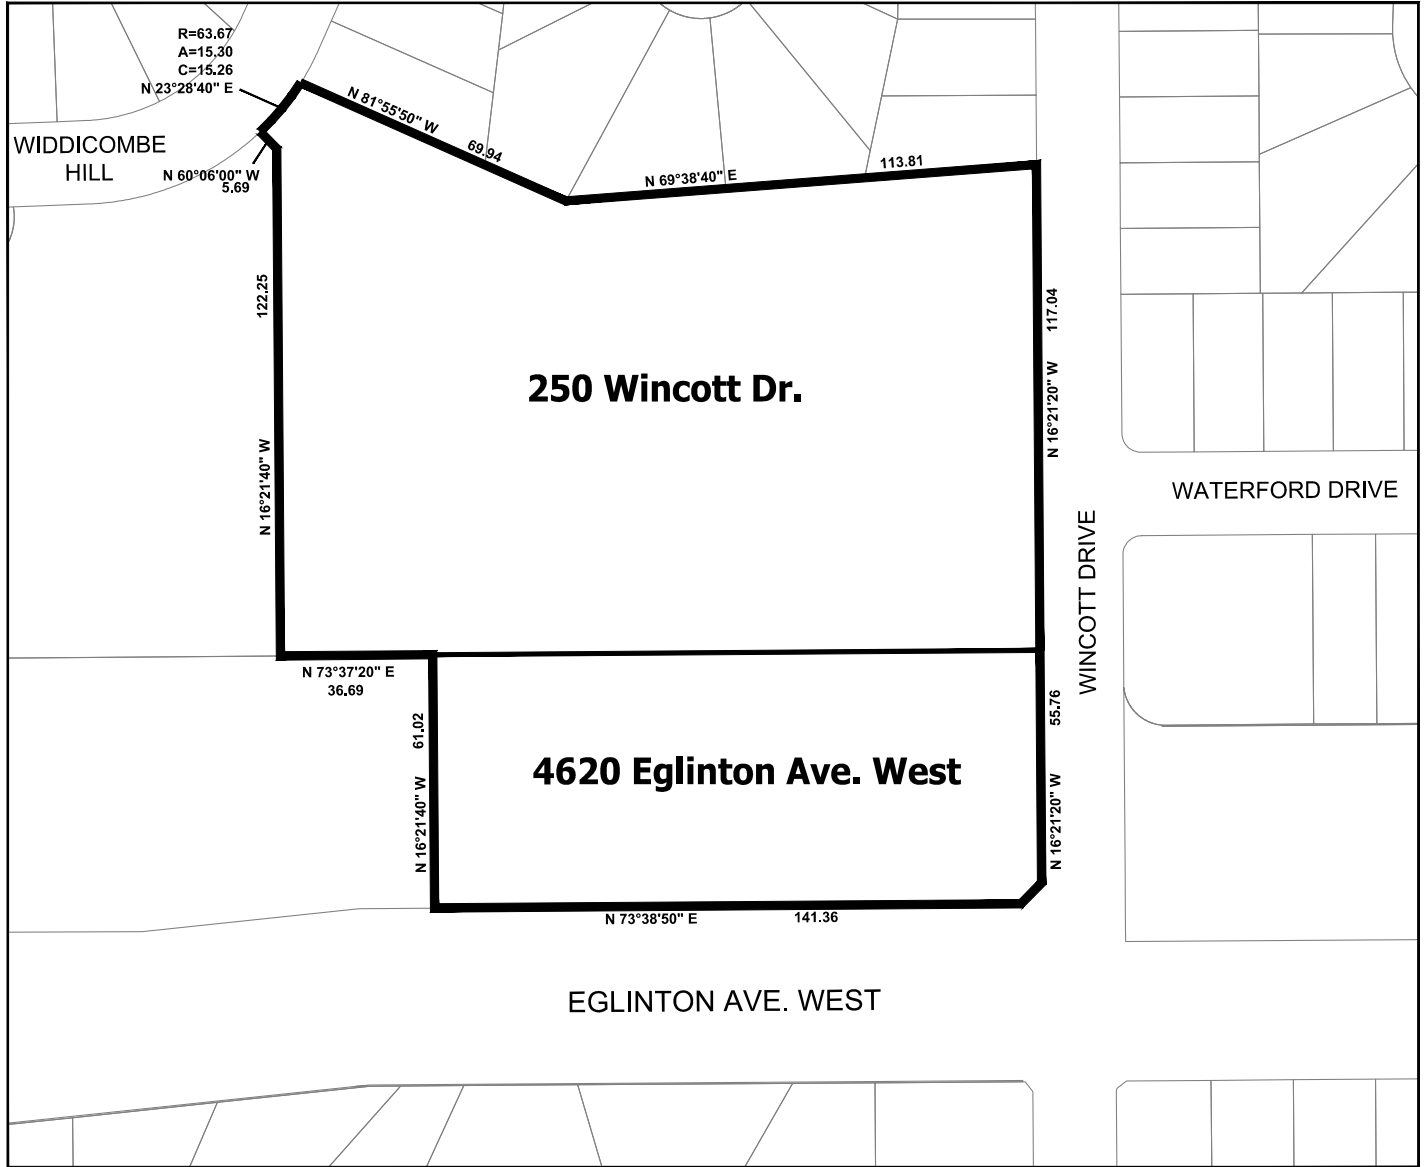 R=63.67
A=15.30
C=15.26
N 23°28'40" E
WIDDICOMBE
HILL
N 60°06'00" W
5.69
N 81°55'50" W
69.94
N 69°38'40" E
113.81
122.25
N 16°21'40" W
117.04
N 16°21'20" W
250 Wincott Dr.
WATERFORD DRIVE
WINCOTT DRIVE
N 73°37'20" E
36.69
61.02
N 16°21'40" W
55.76
N 16°21'20" W
4620 Eglinton Ave. West
N 73°38'50" E
141.36
EGLINTON AVE. WEST